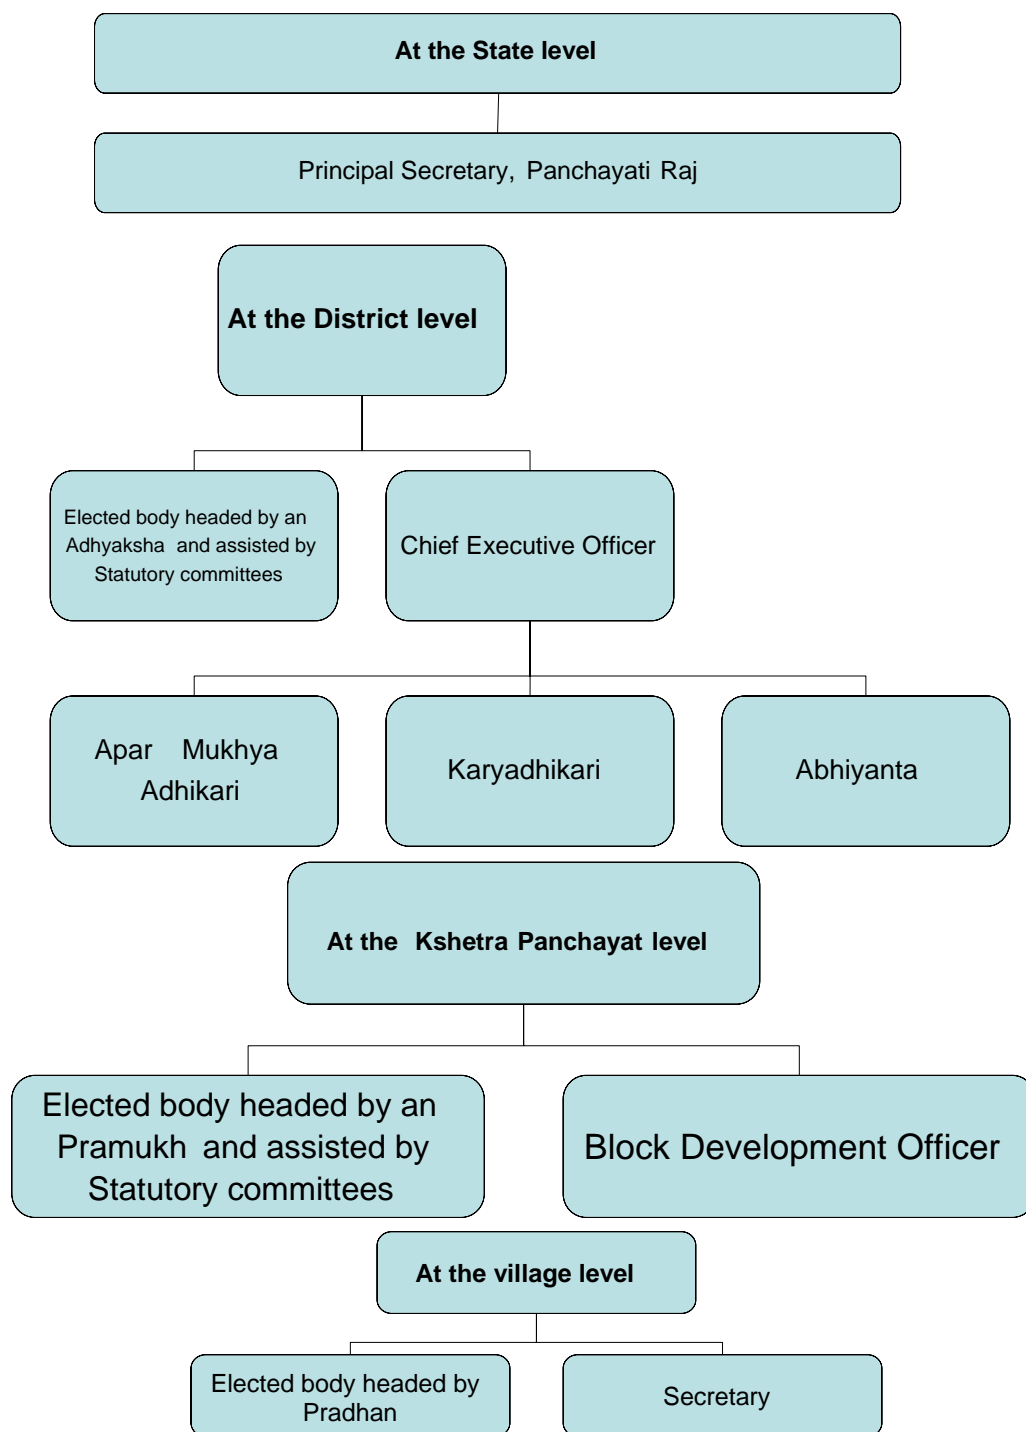 At the State level
Principal Secretary, Panchayati Raj
At the District level
Elected body headed by an
Adhyaksha and assisted by
Statutory committees
Chief Executive Officer
Apar Mukhya
Adhikari
Karyadhikari
Abhiyanta
At the Kshetra Panchayat level
Elected body headed by an
Pramukh and assisted by
Statutory committees
Block Development Officer
At the village level
Elected body headed by
Pradhan
Secretary